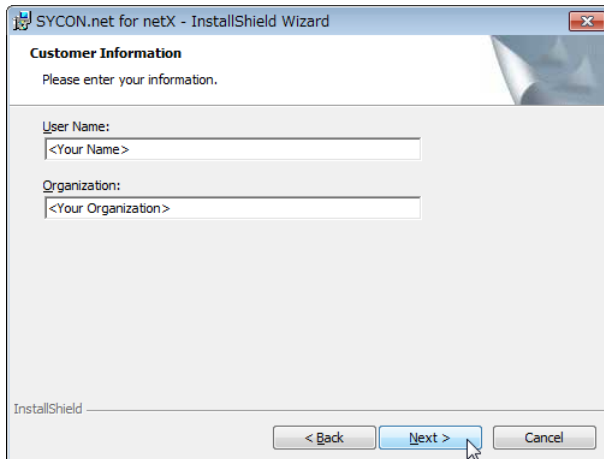 SYCON.net for netX - InstallShield Wizard
Customer Information
Please enter your information.
User Name:
<Your Name>
Organization:
<Your Organization>
InstallShield
< Back Next > Cancel